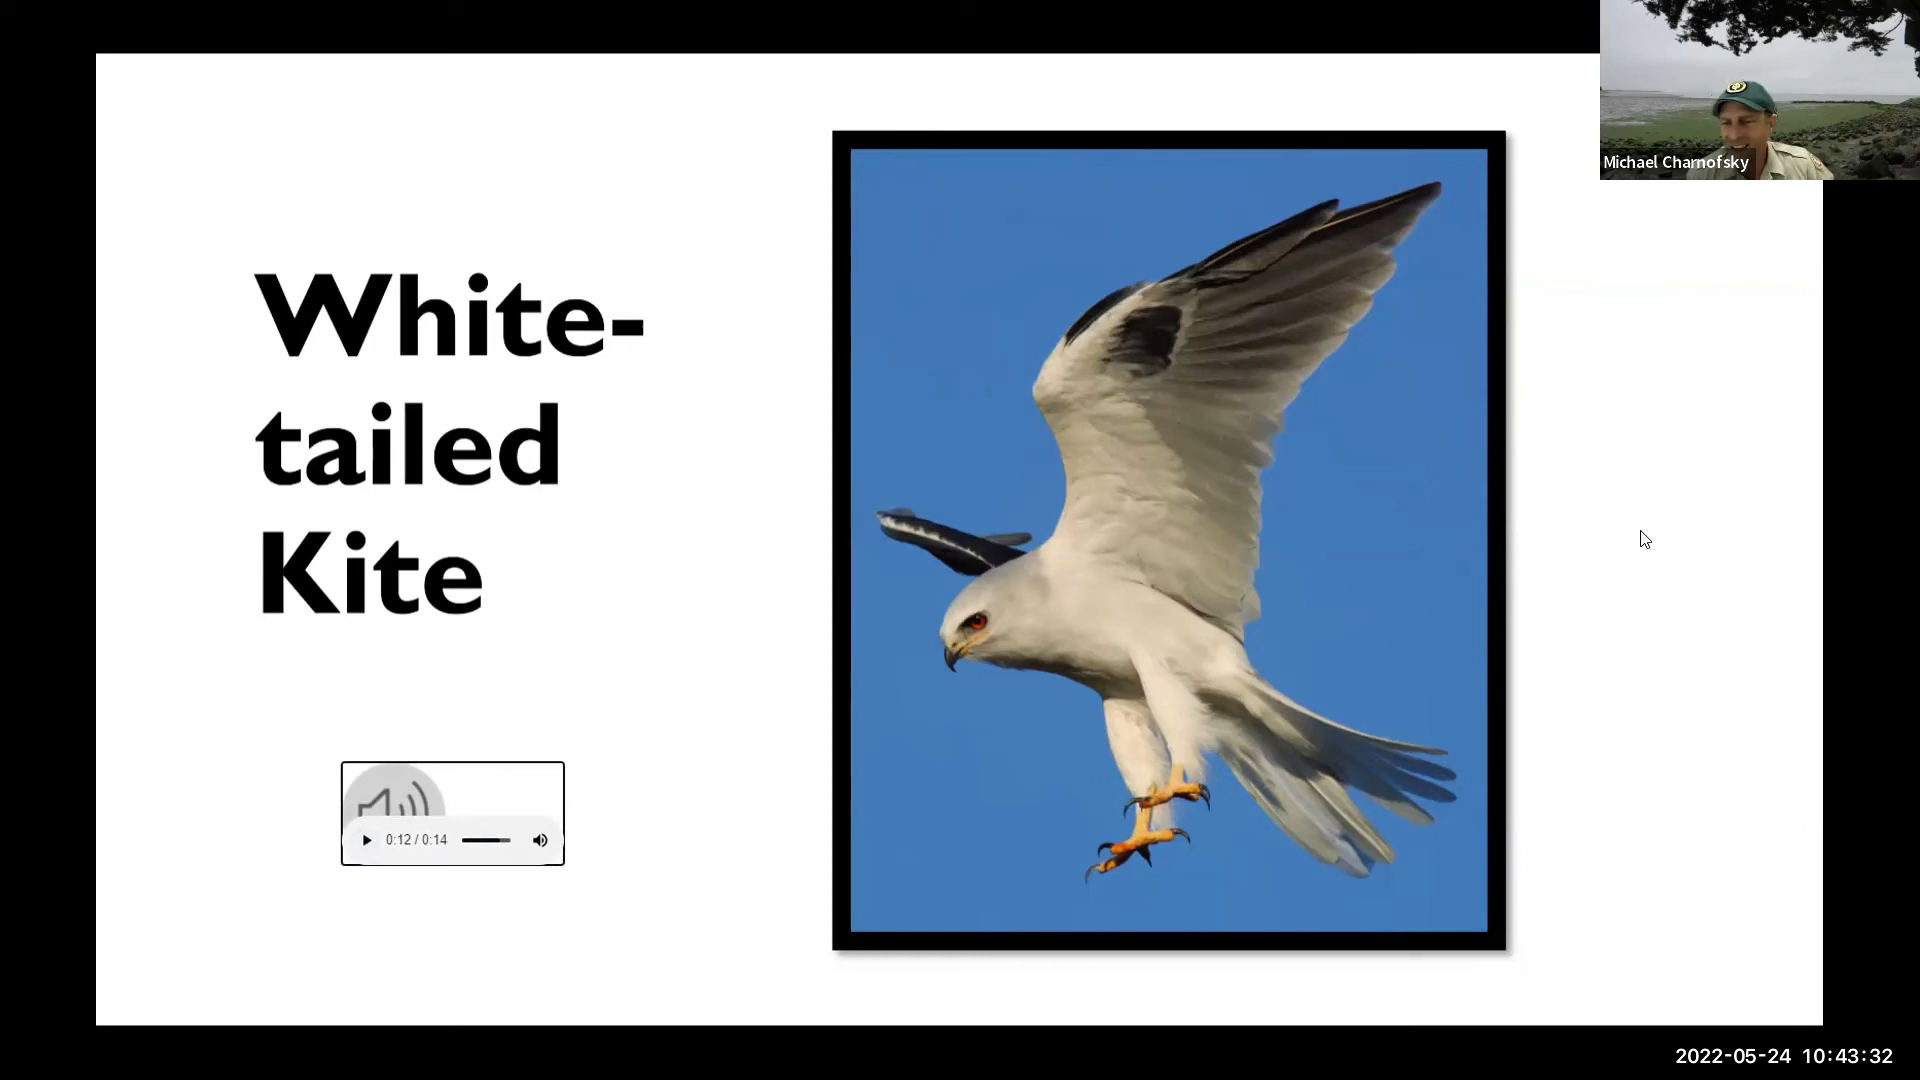 Michael Charnofsky
White-
tailed
Kite
0:12 / 0:14
2022-05-24 10:43:32